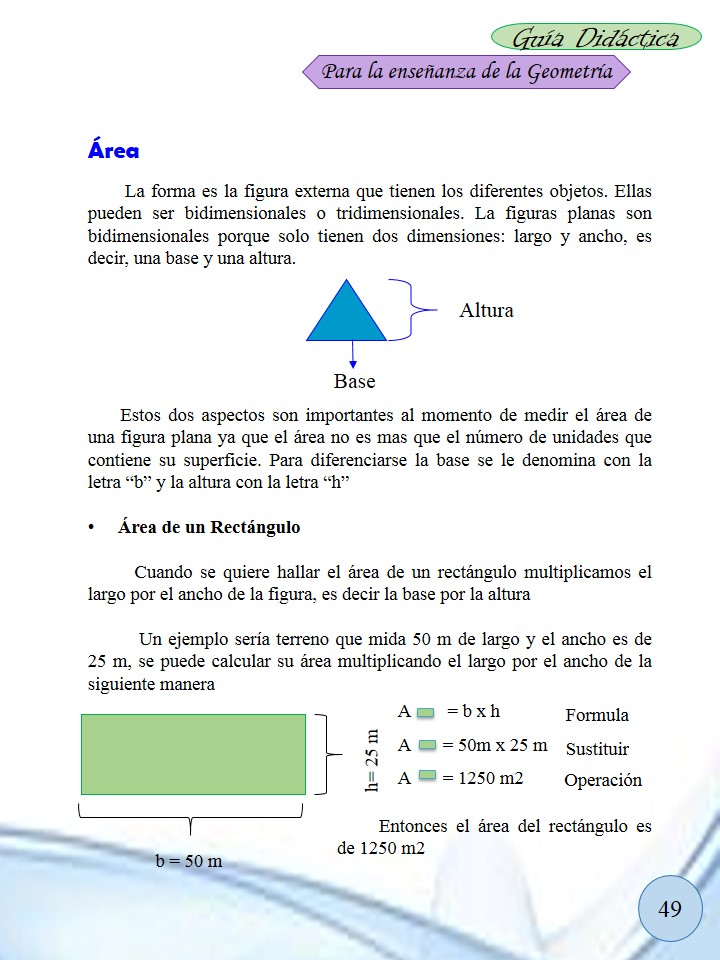 Guía Didáctica
Para la enseñanza de la Geometría
Área
La forma es la figura externa que tienen los diferentes objetos. Ellas
pueden ser bidimensionales o tridimensionales. La figuras planas son
bidimensionales porque solo tienen dos dimensiones: largo y ancho, es
decir, una base y una altura.
Altura
Base
Estos dos aspectos son importantes al momento de medir el área de
una figura plana ya que el área no es mas que el número de unidades que
contiene su superficie. Para diferenciarse la base se le denomina con la
letra “b” y la altura con la letra “h”
• Área de un Rectángulo
Cuando se quiere hallar el área de un rectángulo multiplicamos el
largo por el ancho de la figura, es decir la base por la altura
Un ejemplo sería terreno que mida 50 m de largo y el ancho es de
25 m, se puede calcular su área multiplicando el largo por el ancho de la
siguiente manera
h= 25 m
A = b x h Formula
A = 50m x 25 m Sustituir
A = 1250 m2 Operación
Entonces el área del rectángulo es
de 1250 m2
b = 50 m
49